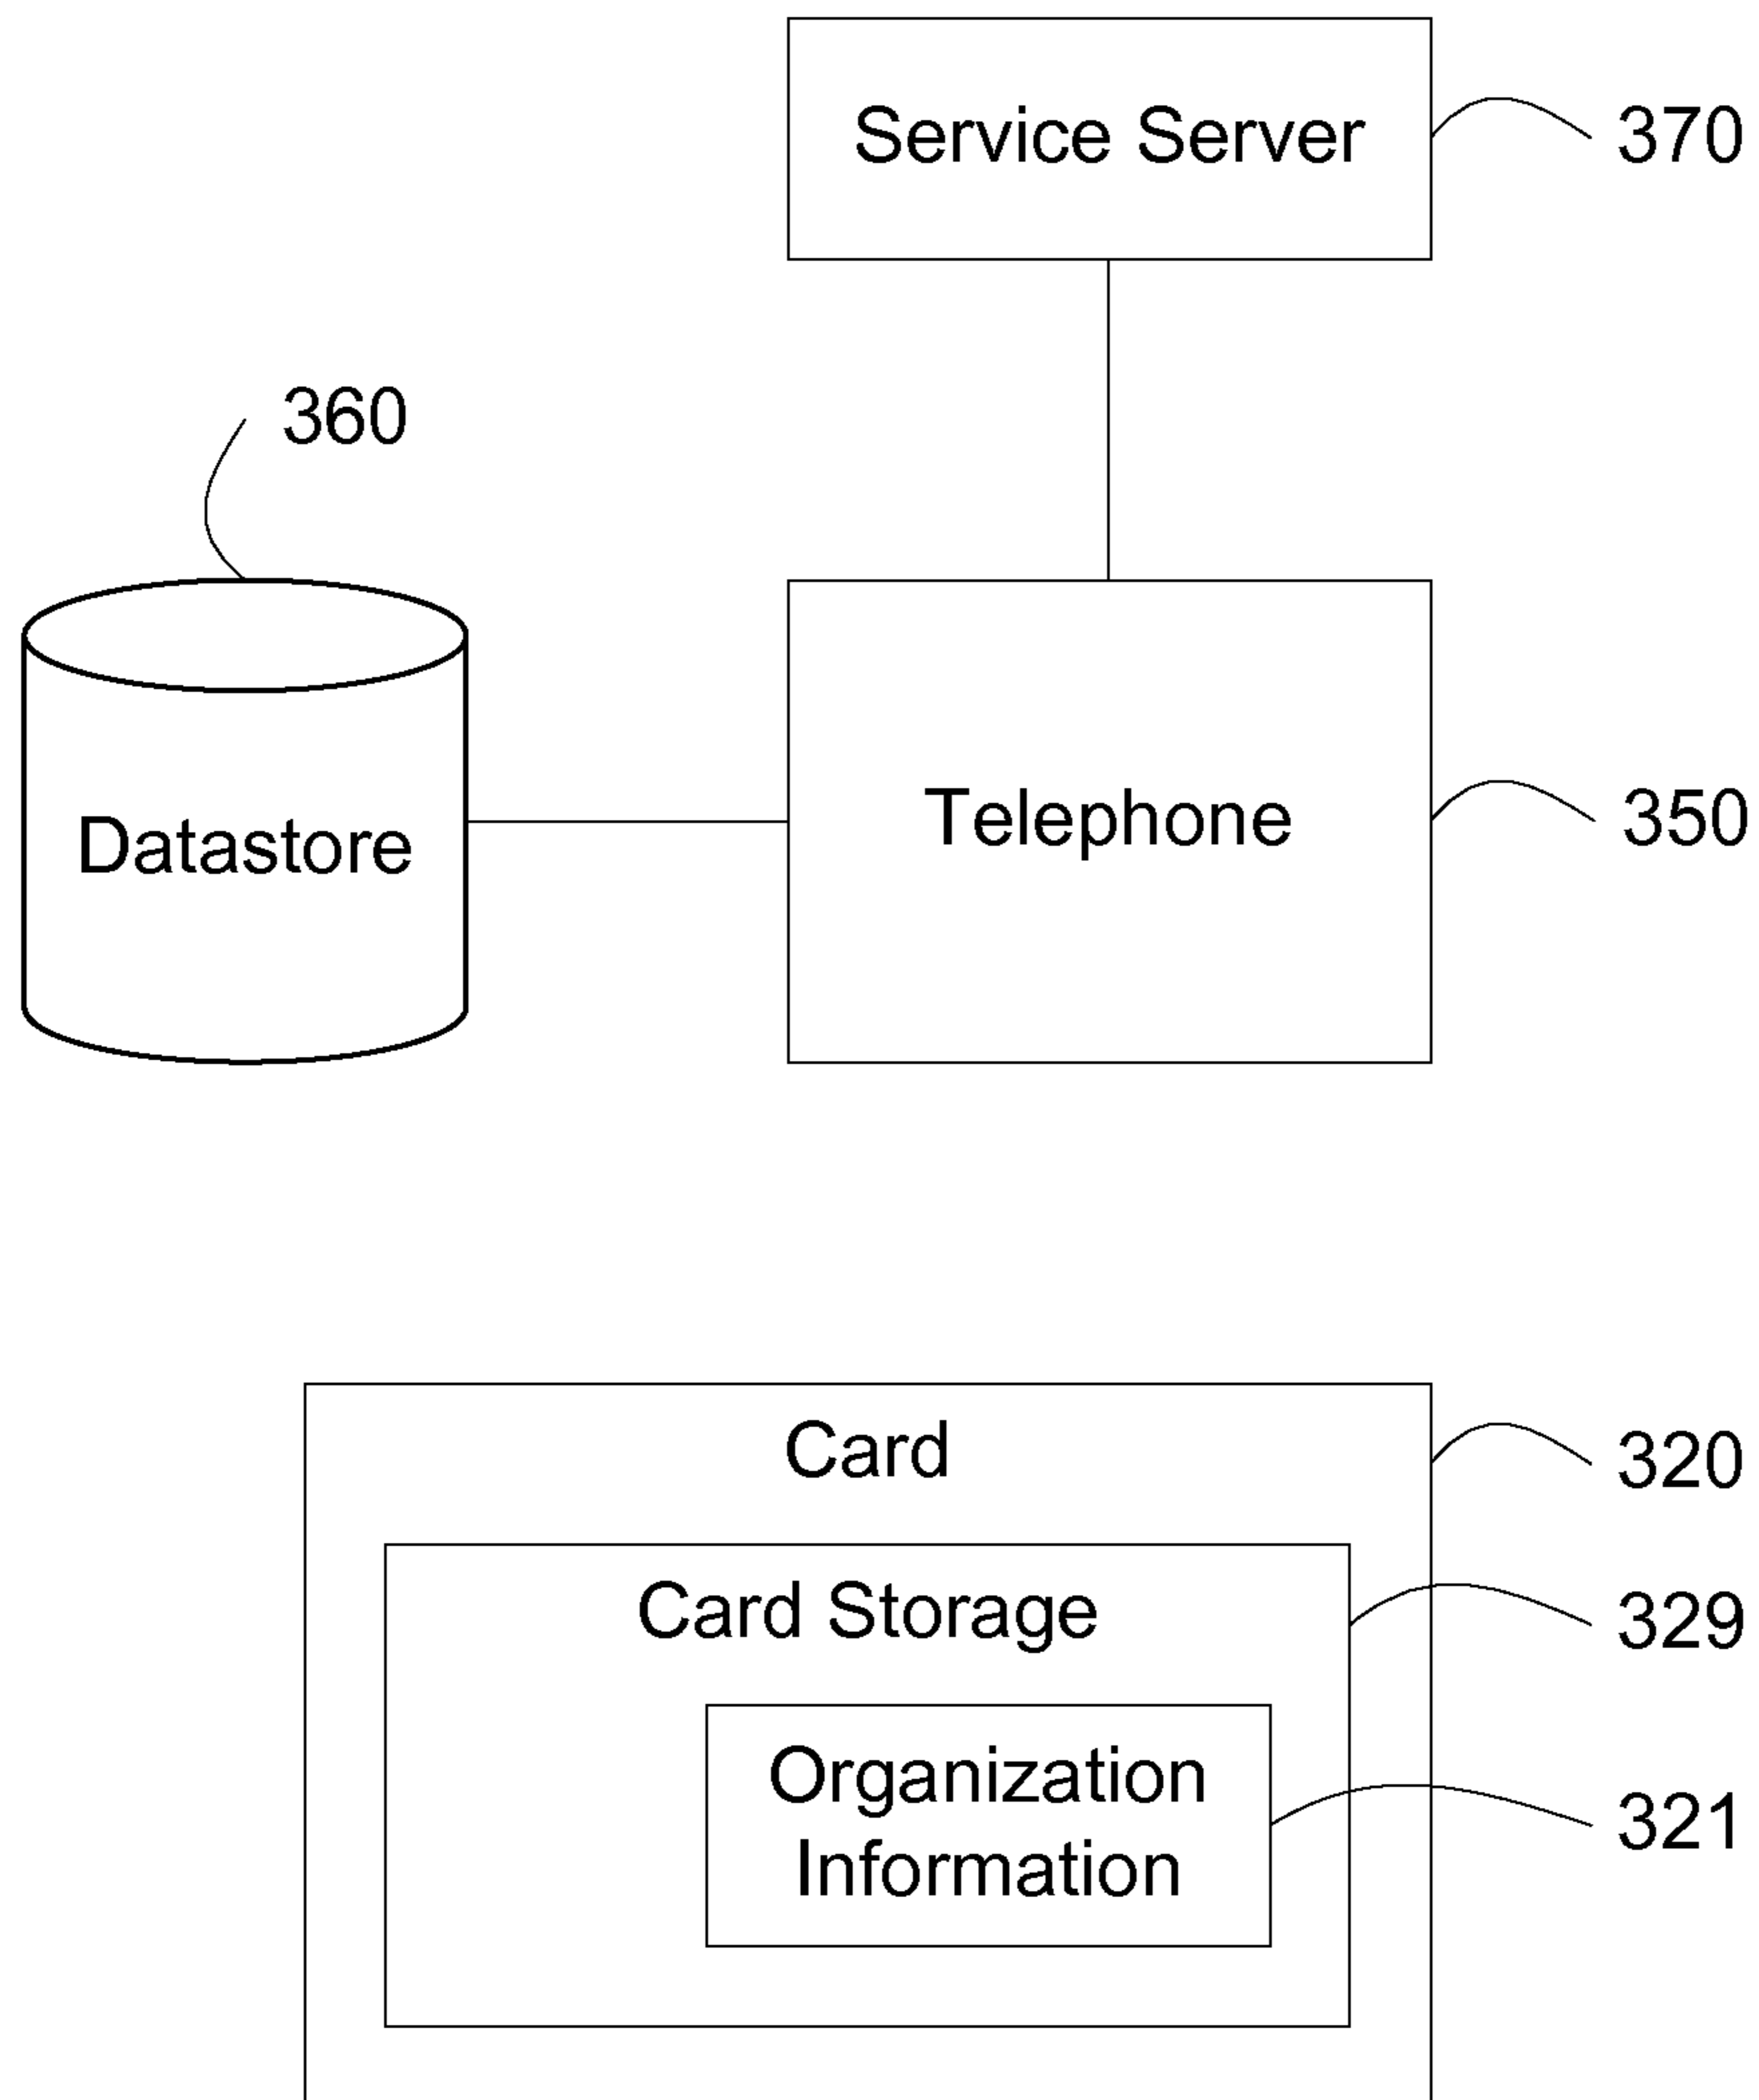 Service Server
370
360
Datastore
Telephone
350
Card
320
Card Storage
329
Organization
Information
321